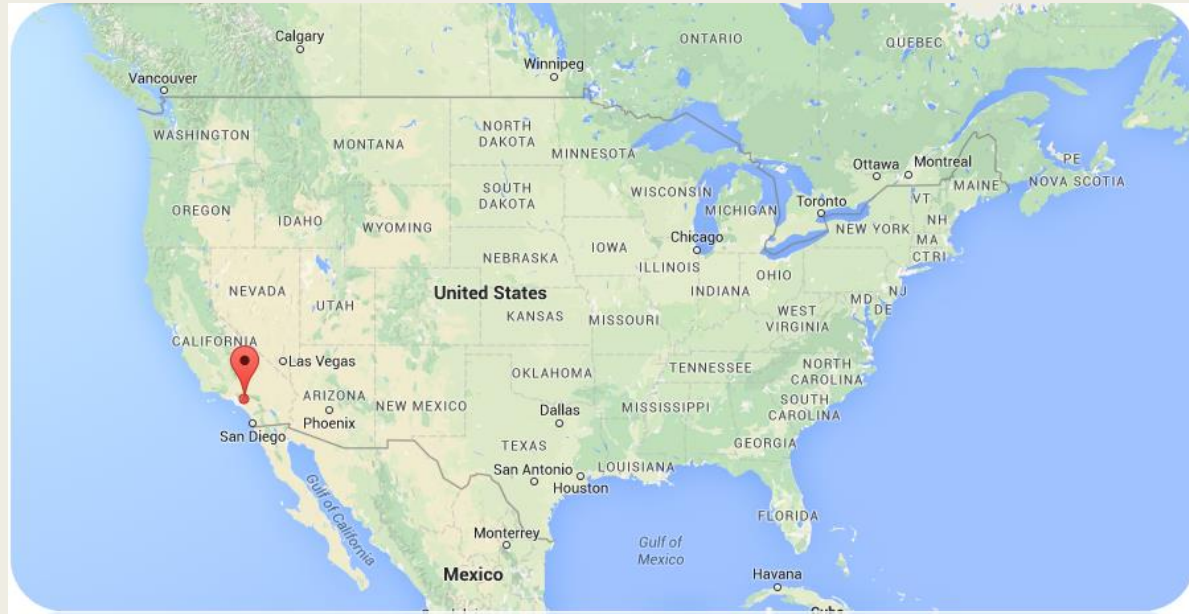 Calgary
ONTARIO
QUEBEC
Winnipeg
Vancouver
WASHINGTON
MONTANA
NORTH
DAKOTA
MINNESOTA
Ottawa
Montreal
PE
NOVA SCOTIA
MAINE
SOUTH
DAKOTA
WISCONSIN
MICHIGAN
Toronto
VT
NH
OREGON
IDAHO
WYOMING
NEW YORK
MA
CTRI
Chicago
IOWA
NEBRASKA
ILLINOIS
OHIO
INDIANA
NEVADA
UTAH
United States
KANSAS
MISSOURI
WEST
VIRGINIA
MD
DE
NJ
CALIFORNIA
Las Vegas
OKLAHOMA
TENNESSEE
NORTH
CAROLINA
ARIZONA
Phoenix
NEW MEXICO
Dallas
MISSISSIPPI
SOUTH
CAROLINA
San Diego
TEXAS
GEORGIA
San Antonio
LOUISIANA
Houston
Gulf of California
FLORIDA
Monterrey
Gulf of
Mexico
Mexico
Havana
Cuba